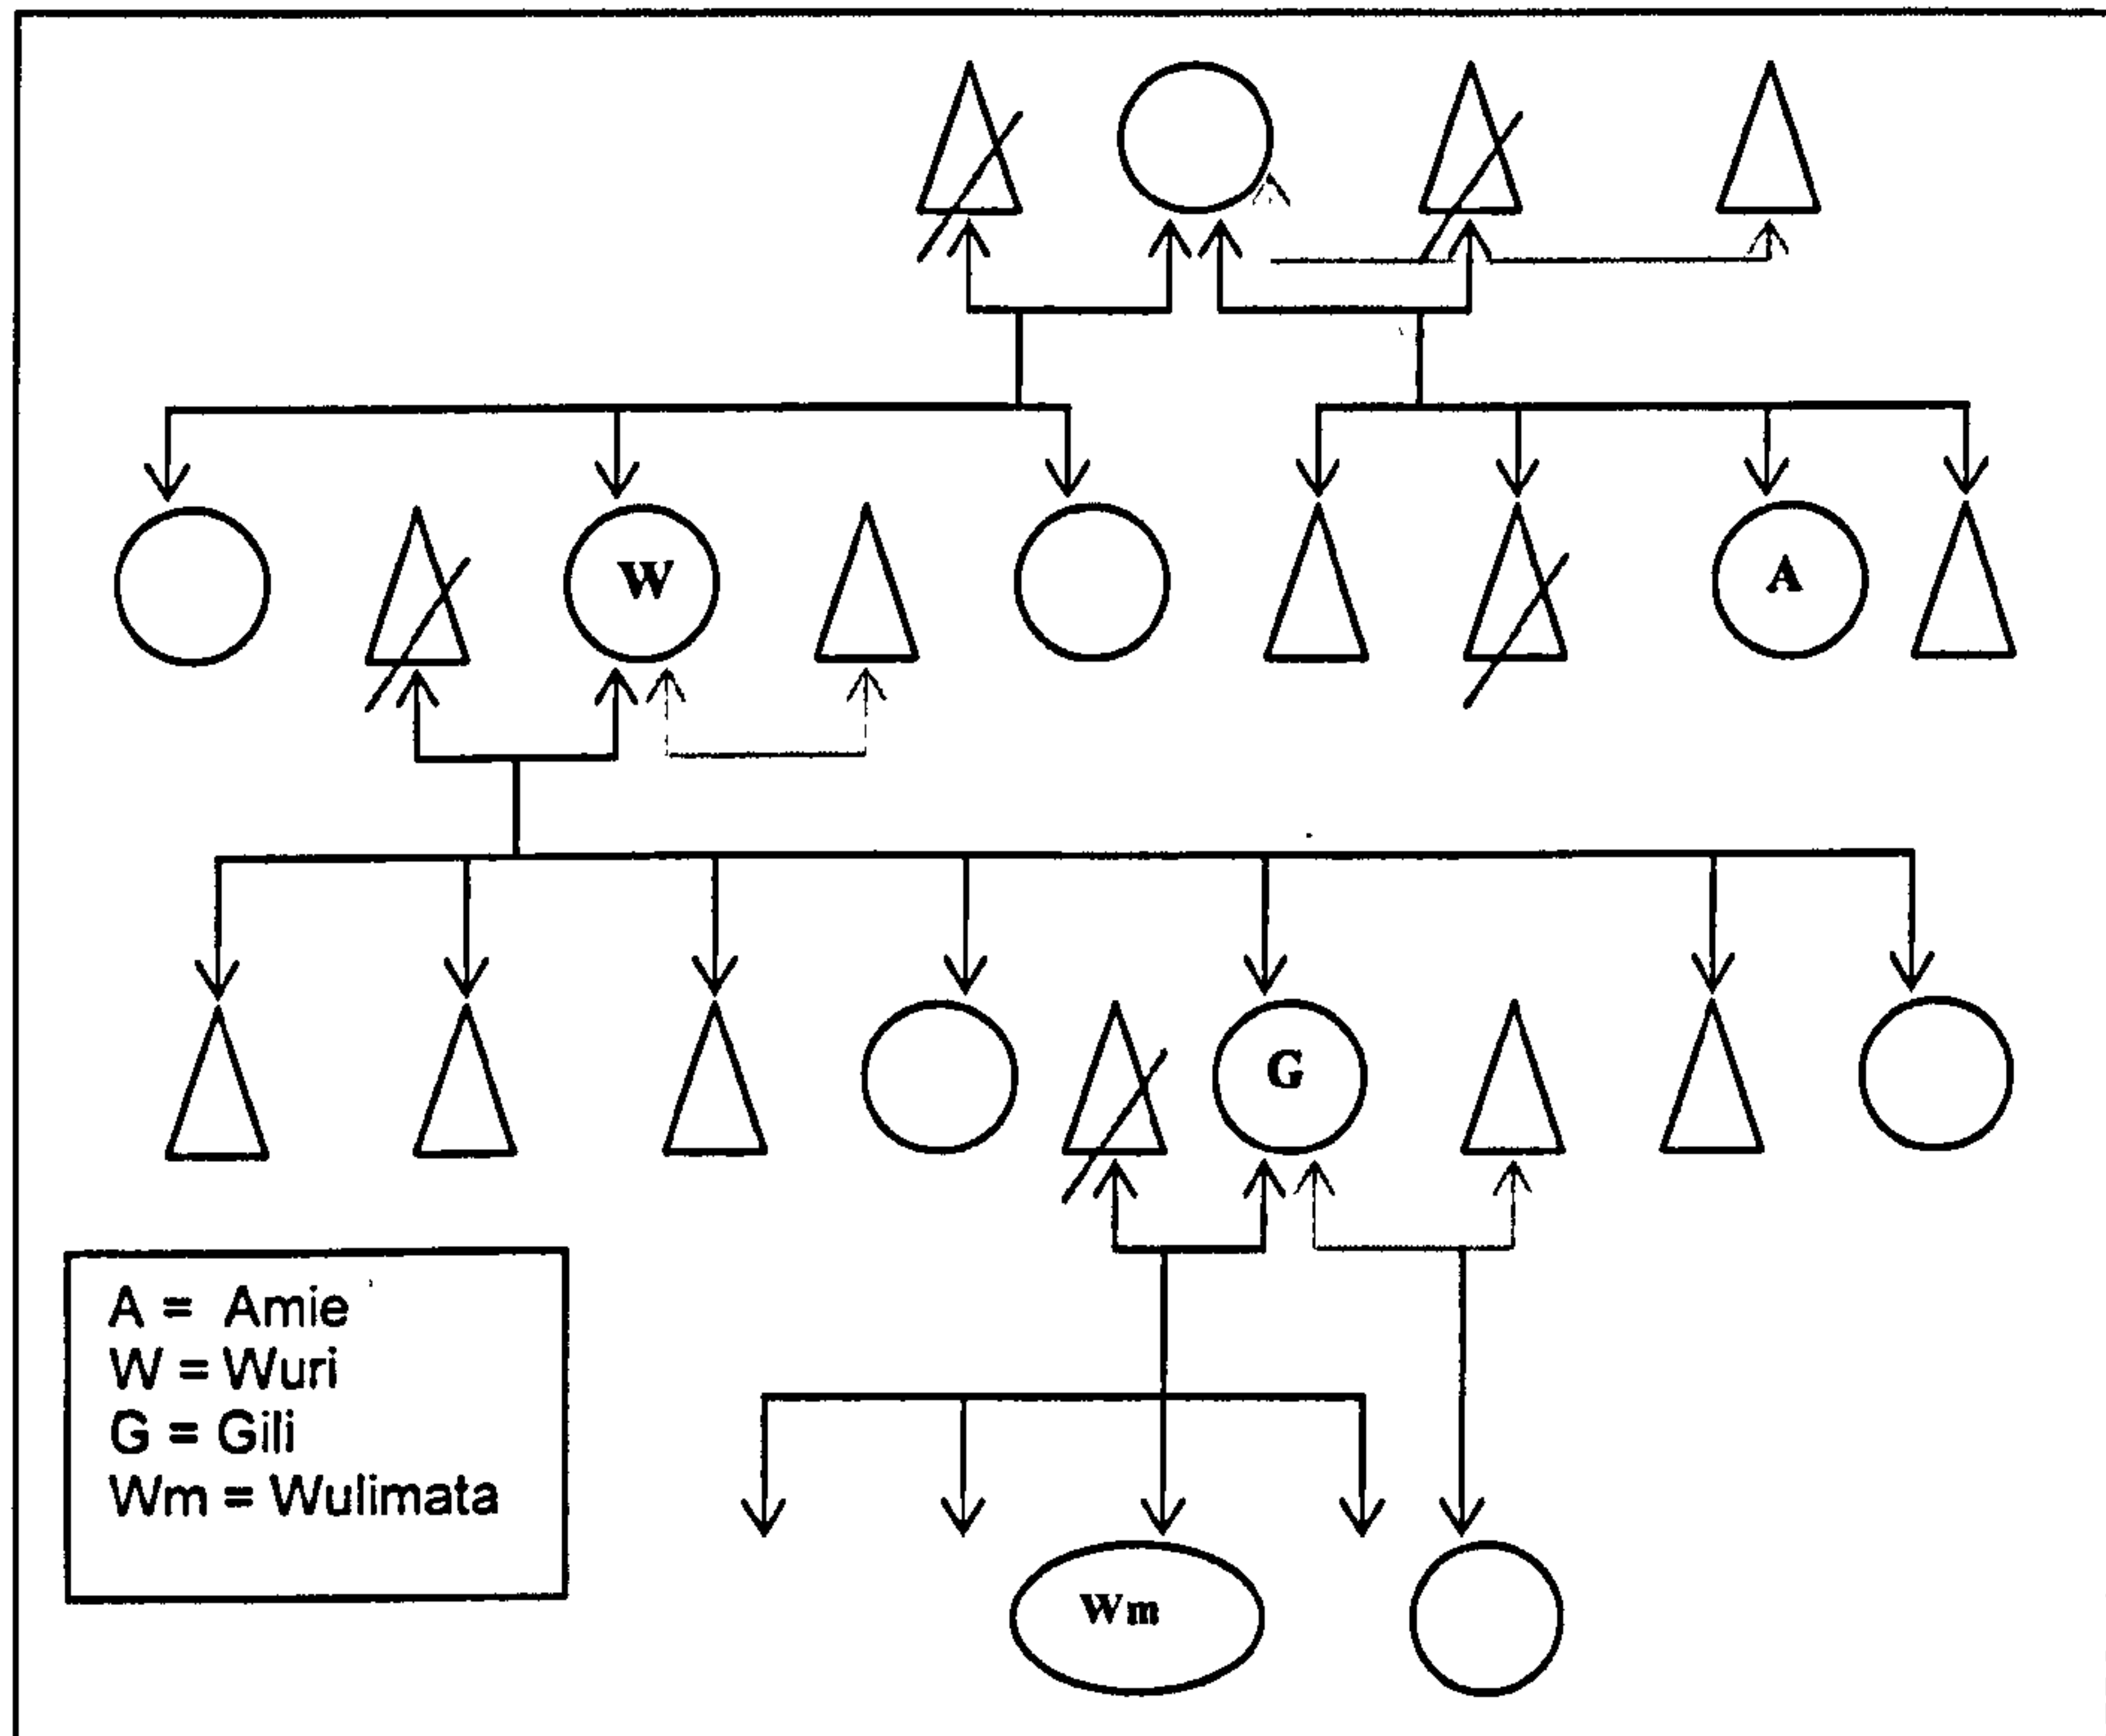 W
A
G
A = Amie
W = Wuri
G = Gili
Wm = Wulimata
Wm